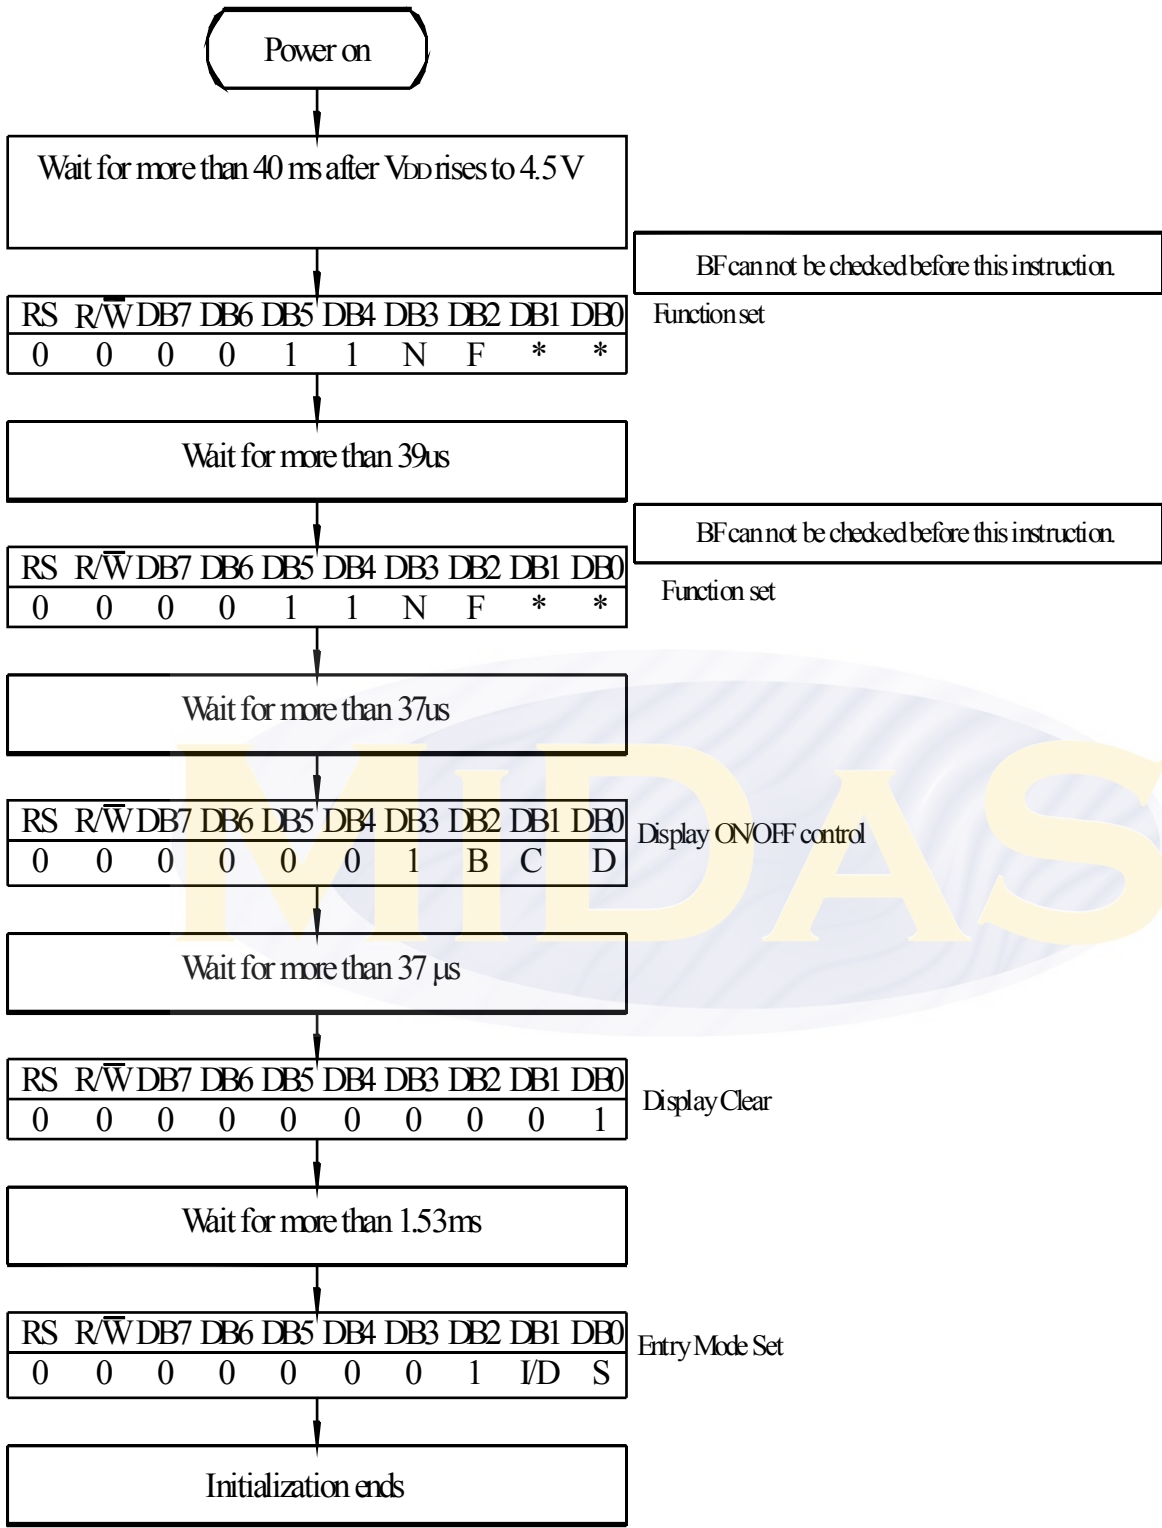 Power on
Wait for more than 40 ms after VDD rises to 4.5 V
BF can not be checked before this instruction.
RS R/W̅ DB7 DB6 DB5 DB4 DB3 DB2 DB1 DB0
Function set
0 0 0 0 1 1 N F * *
Wait for more than 39us
BF can not be checked before this instruction.
RS R/W̅ DB7 DB6 DB5 DB4 DB3 DB2 DB1 DB0
Function set
0 0 0 0 1 1 N F * *
Wait for more than 37us
MIDAS
RS R/W̅ DB7 DB6 DB5 DB4 DB3 DB2 DB1 DB0
Display ON/OFF control
0 0 0 0 0 0 1 B C D
Wait for more than 37 μs
RS R/W̅ DB7 DB6 DB5 DB4 DB3 DB2 DB1 DB0
Display Clear
0 0 0 0 0 0 0 0 0 1
Wait for more than 1.53ms
RS R/W̅ DB7 DB6 DB5 DB4 DB3 DB2 DB1 DB0
Entry Mode Set
0 0 0 0 0 0 0 1 I/D S
Initialization ends